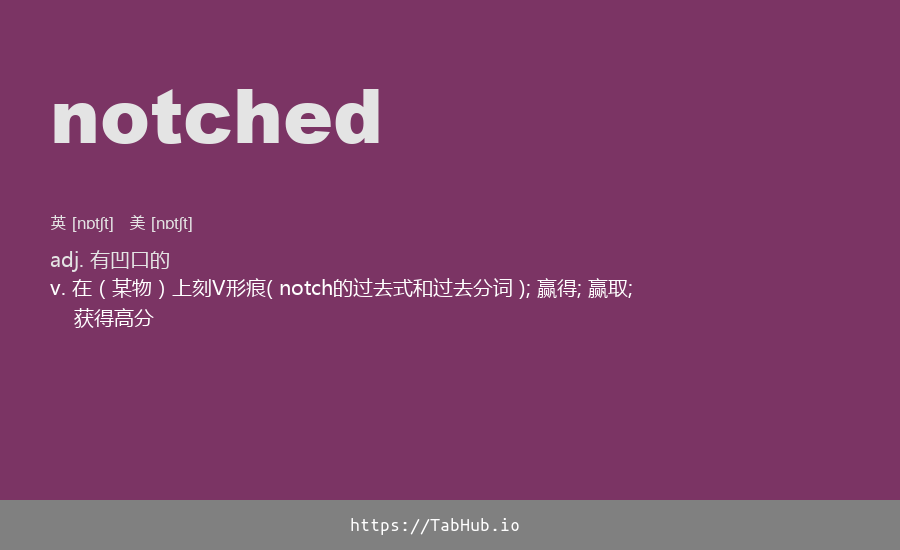 notched
英 [nɒtʃt] 美 [nɒtʃt]
adj. 有凹口的
v. 在（某物）上刻V形痕( notch的过去式和过去分词 ); 赢得; 赢取;
获得高分
https://TabHub.io